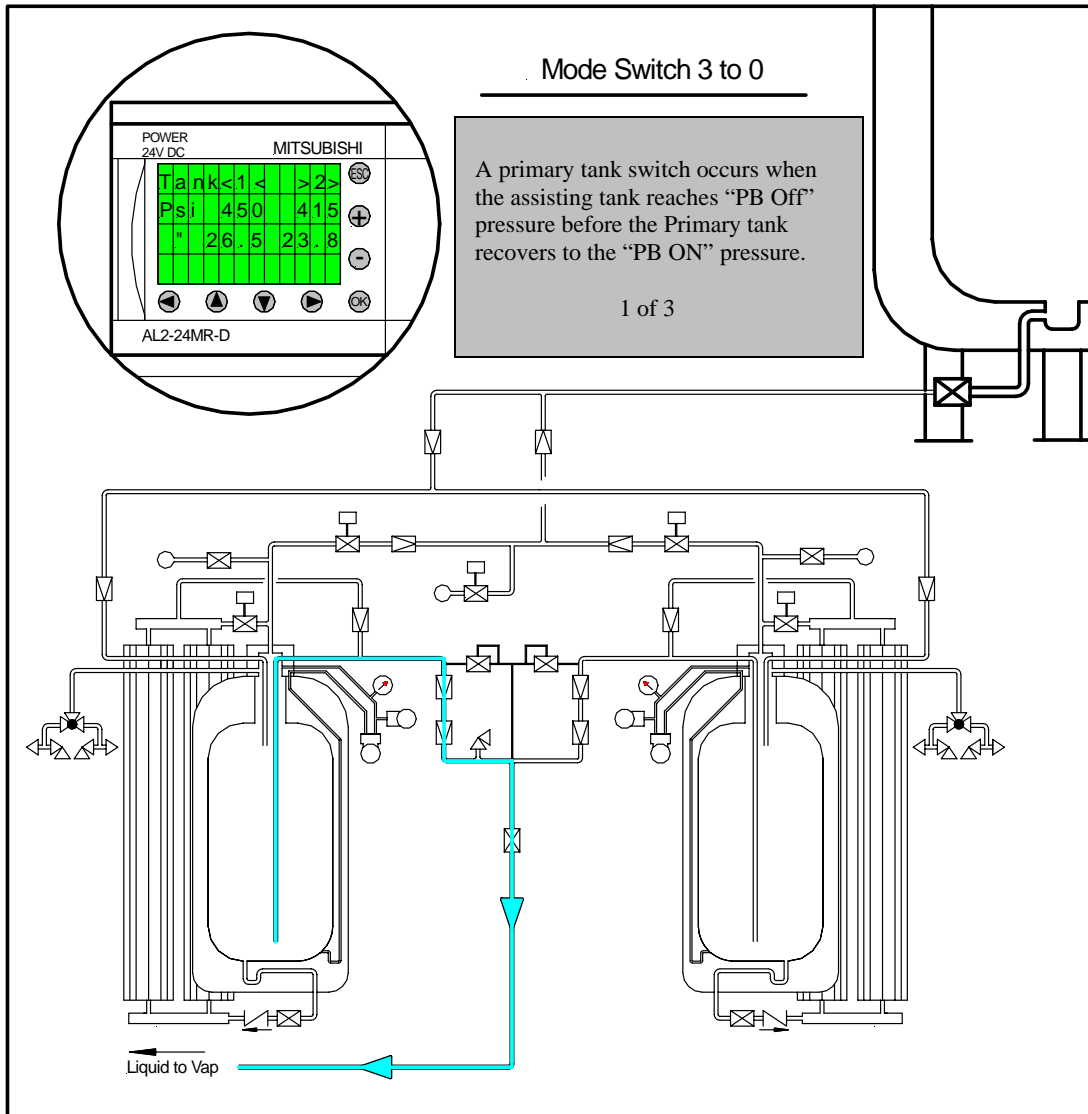 Mode Switch 3 to 0
POWER
24V DC
MITSUBISHI
ESC
Tank<1< >2>
Psi 450 415
" 26.5 23.8
+
-
OK
AL2-24MR-D
A primary tank switch occurs when
the assisting tank reaches “PB Off”
pressure before the Primary tank
recovers to the “PB ON” pressure.
1 of 3
Liquid to Vap